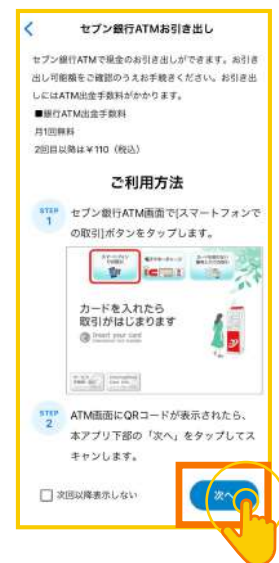 セブン銀行ATMお引き出し
セブン銀行ATMで現金のお引き出しができます。お引き
出し可能額をご確認のうえお手続きください。お引き出
しにはATM出金手数料がかかります。
■銀行ATM出金手数料
月1回無料
2回目以降は¥110（税込）
ご利用方法
STEP
1
セブン銀行ATM画面で[スマートフォンで
の取引]ボタンをタップします。
カードを入れたら
取引がはじまります
Insert your card
STEP
2
ATM画面にQRコードが表示されたら、
本アプリ下部の「次へ」をタップしてス
キャンします。
次回以降表示しない
次へ